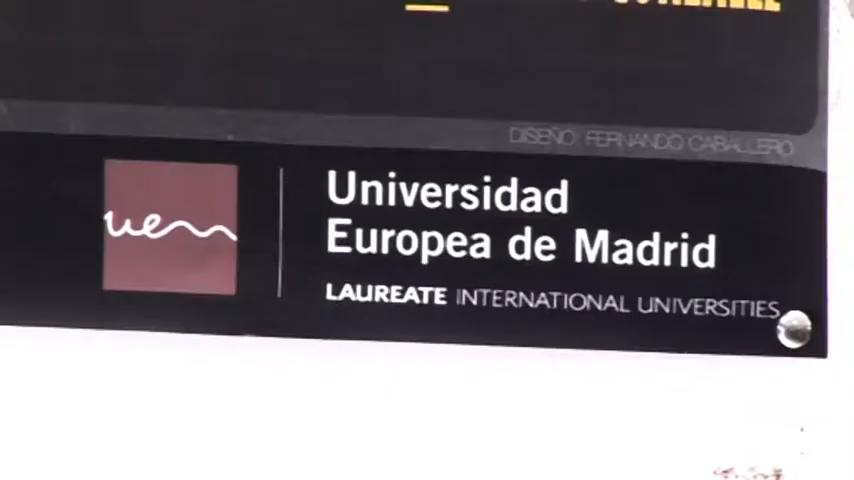 DISEÑO: FERNANDO CABALLERO
uem
Universidad
Europea de Madrid
LAUREATE INTERNATIONAL UNIVERSITIES